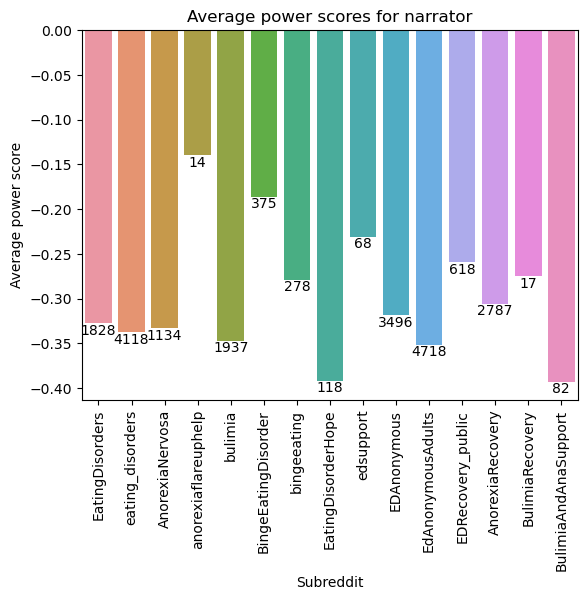 Average power scores for narrator
Average power score
0.00
−0.05
−0.10
−0.15
−0.20
−0.25
−0.30
−0.35
−0.40
1828
4118
1134
14
1937
375
278
118
68
3496
4718
618
2787
17
82
EatingDisorders
eating_disorders
AnorexiaNervosa
anorexiaflareuphelp
bulimia
BingeEatingDisorder
bingeeating
EatingDisorderHope
edsupport
EDAnonymous
EdAnonymousAdults
EDRecovery_public
AnorexiaRecovery
BulimiaRecovery
BulimiaAndAnaSupport
Subreddit